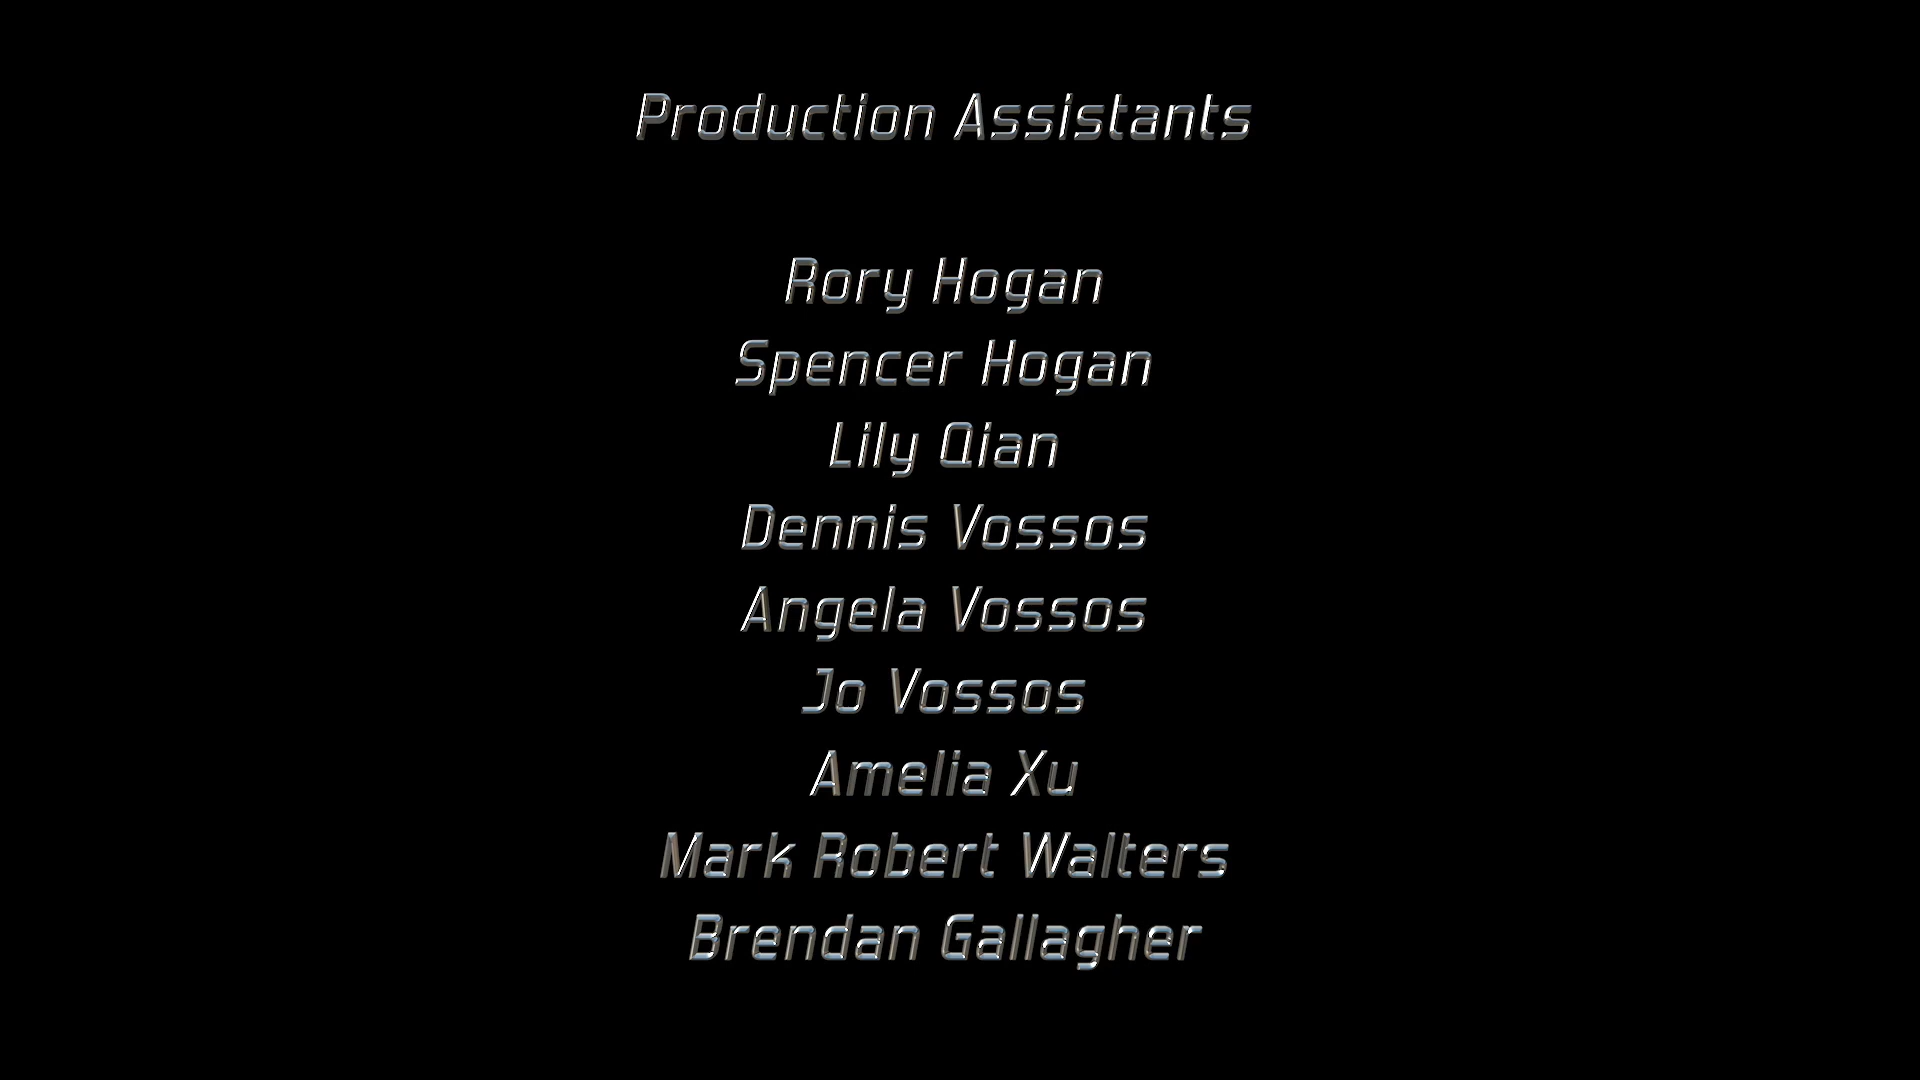 Production Assistants
Rory Hogan
Spencer Hogan
Lily Qian
Dennis Vossos
Angela Vossos
Jo Vossos
Amelia Xu
Mark Robert Walters
Brendan Gallagher